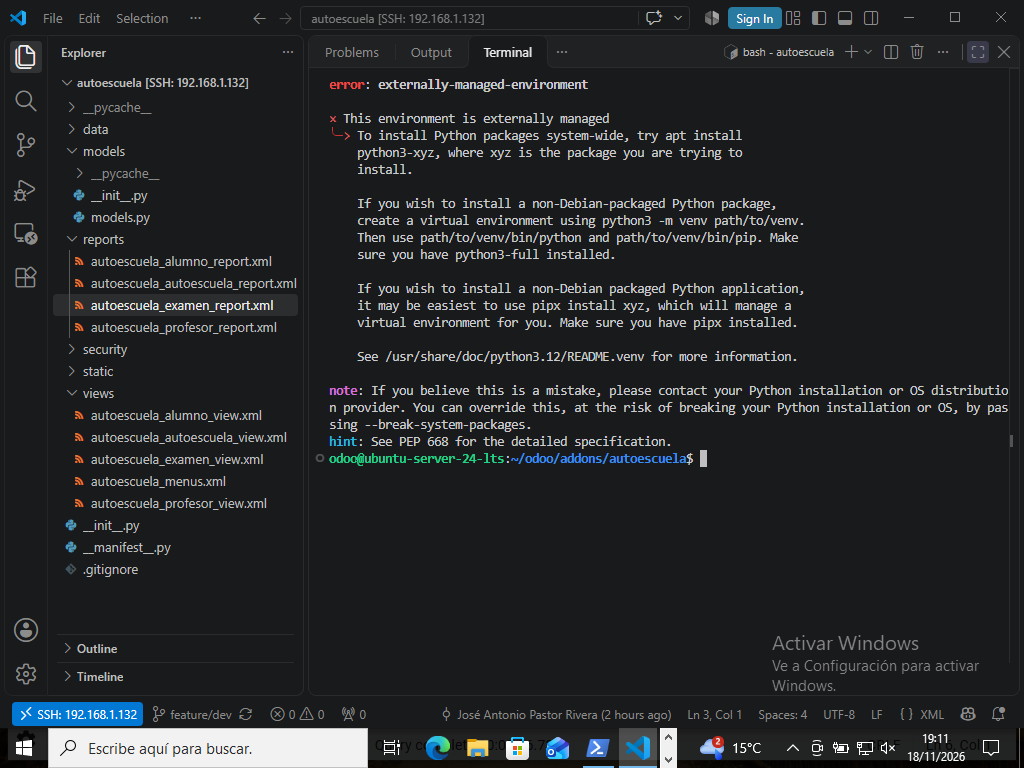 File Edit Selection ··· autoescuela [SSH: 192.168.1.132] Sign In
Explorer ···
autoescuela [SSH: 192.168.1.132]
__pycache__
data
models
__pycache__
__init__.py
models.py
reports
autoescuela_alumno_report.xml
autoescuela_autoescuela_report.xml
autoescuela_examen_report.xml
autoescuela_profesor_report.xml
security
static
views
autoescuela_alumno_view.xml
autoescuela_autoescuela_view.xml
autoescuela_examen_view.xml
autoescuela_menus.xml
autoescuela_profesor_view.xml
__init__.py
__manifest__.py
.gitignore
Outline
Timeline
Problems Output Terminal ··· bash - autoescuela ···
error: externally-managed-environment
× This environment is externally managed
╰─> To install Python packages system-wide, try apt install
python3-xyz, where xyz is the package you are trying to
install.
If you wish to install a non-Debian-packaged Python package,
create a virtual environment using python3 -m venv path/to/venv.
Then use path/to/venv/bin/python and path/to/venv/bin/pip. Make
sure you have python3-full installed.
If you wish to install a non-Debian packaged Python application,
it may be easiest to use pipx install xyz, which will manage a
virtual environment for you. Make sure you have pipx installed.
See /usr/share/doc/python3.12/README.venv for more information.
note: If you believe this is a mistake, please contact your Python installation or OS distributio
n provider. You can override this, at the risk of breaking your Python installation or OS, by pas
sing --break-system-packages.
hint: See PEP 668 for the detailed specification.
odoo@ubuntu-server-24-lts:~/odoo/addons/autoescuela$
Activar Windows
Ve a Configuración para activar
Windows.
SSH: 192.168.1.132 feature/dev 0 0 0 José Antonio Pastor Rivera (2 hours ago) Ln 3, Col 1 Spaces: 4 UTF-8 LF { } XML
Escribe aquí para buscar. 2 15°C 19:11
18/11/2026